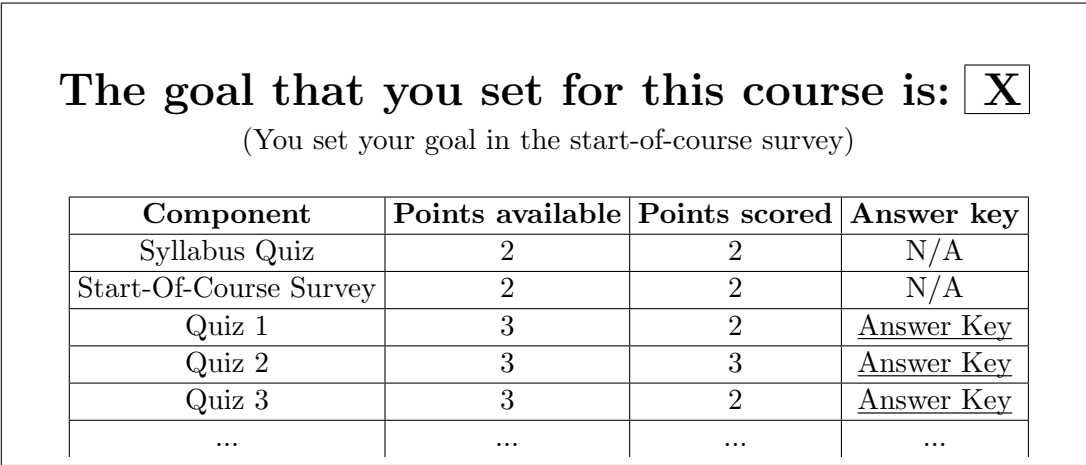 The goal that you set for this course is: X
(You set your goal in the start-of-course survey)
Component Points available Points scored Answer key
Syllabus Quiz 2 2 N/A
Start-Of-Course Survey 2 2 N/A
Quiz 1 3 2 Answer Key
Quiz 2 3 3 Answer Key
Quiz 3 3 2 Answer Key
... ... ... ...